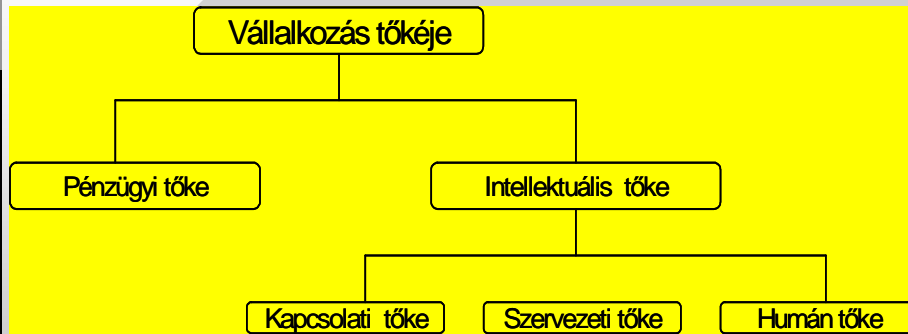 Vállalkozás tőkéje
Pénzügyi tőke
Intellektuális tőke
Kapcsolati tőke
Szervezeti tőke
Humán tőke